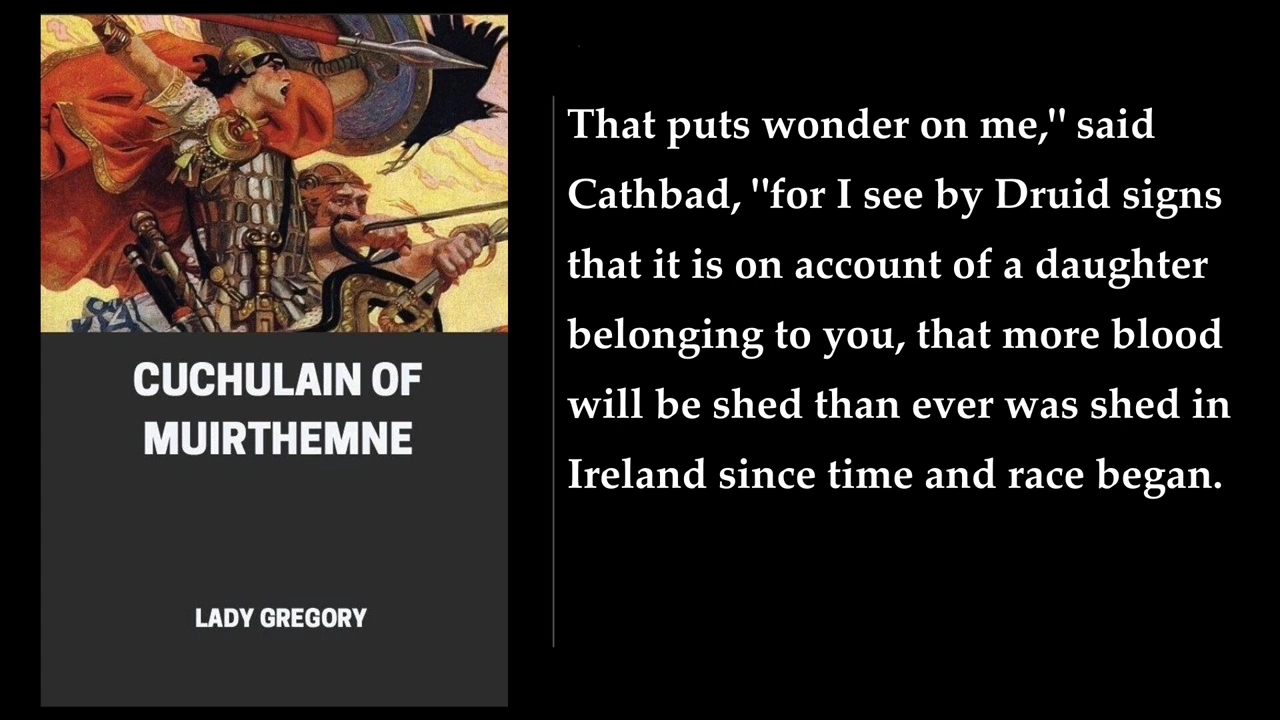 CUCHULAIN OF
MUIRTHEMNE
LADY GREGORY
That puts wonder on me," said
Cathbad, "for I see by Druid signs
that it is on account of a daughter
belonging to you, that more blood
will be shed than ever was shed in
Ireland since time and race began.